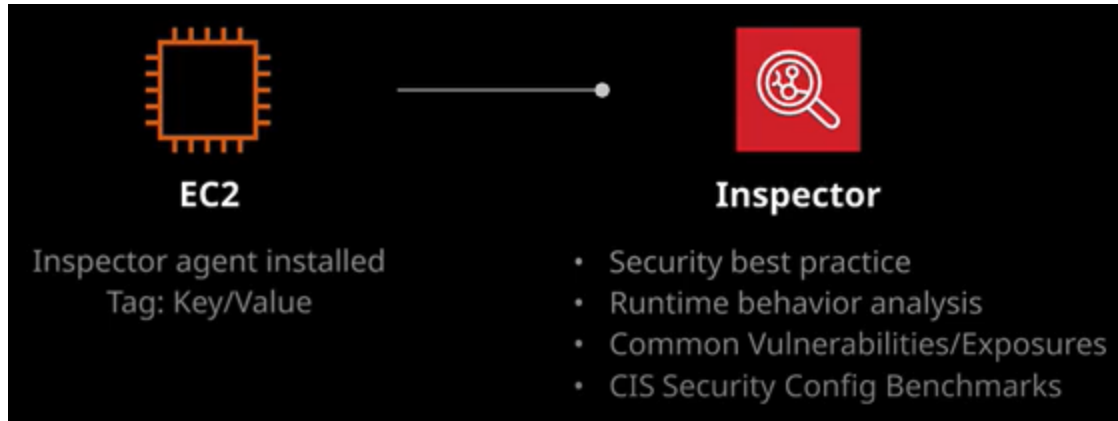 EC2
Inspector agent installed
Tag: Key/Value
Inspector
• Security best practice
• Runtime behavior analysis
• Common Vulnerabilities/Exposures
• CIS Security Config Benchmarks